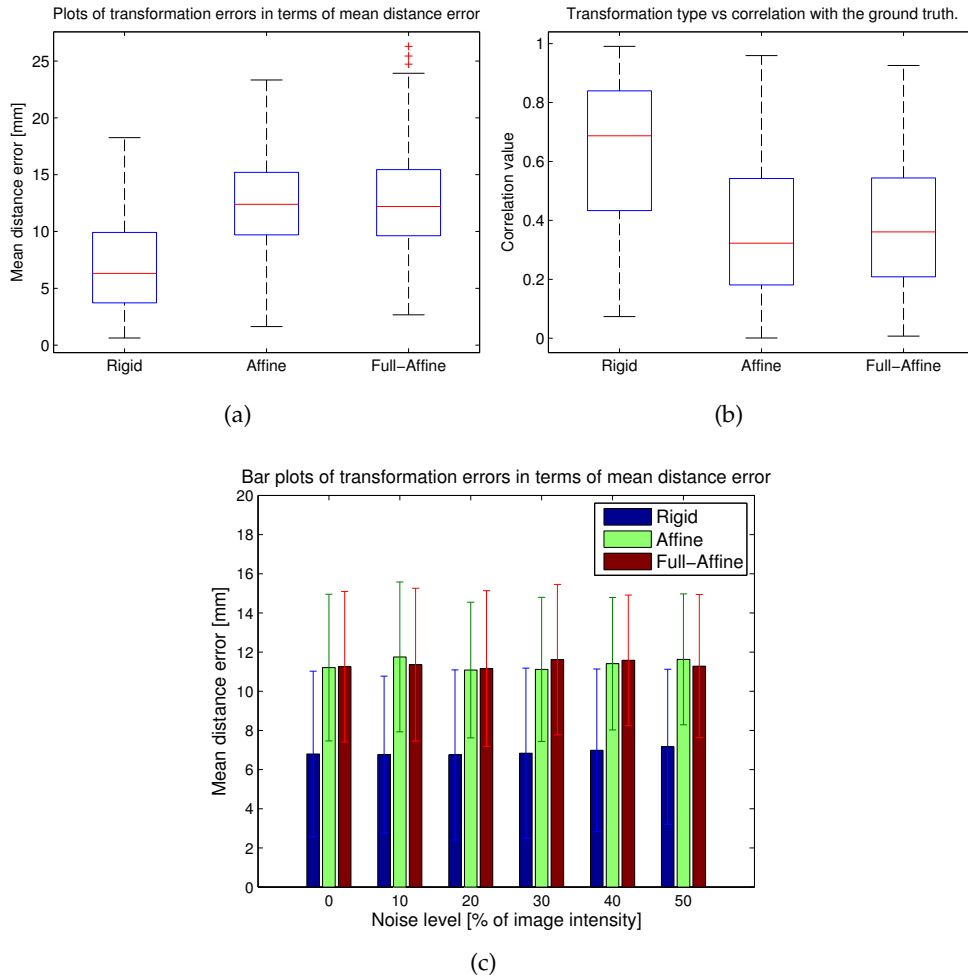 Plots of transformation errors in terms of mean distance error
Mean distance error [mm]
25
20
15
10
5
0
Rigid Affine Full−Affine
(a)
Transformation type vs correlation with the ground truth.
Correlation value
1
0.8
0.6
0.4
0.2
0
Rigid Affine Full−Affine
(b)
Bar plots of transformation errors in terms of mean distance error
Mean distance error [mm]
20
18
16
14
12
10
8
6
4
2
0
Rigid
Affine
Full−Affine
0 10 20 30 40 50
Noise level [% of image intensity]
(c)